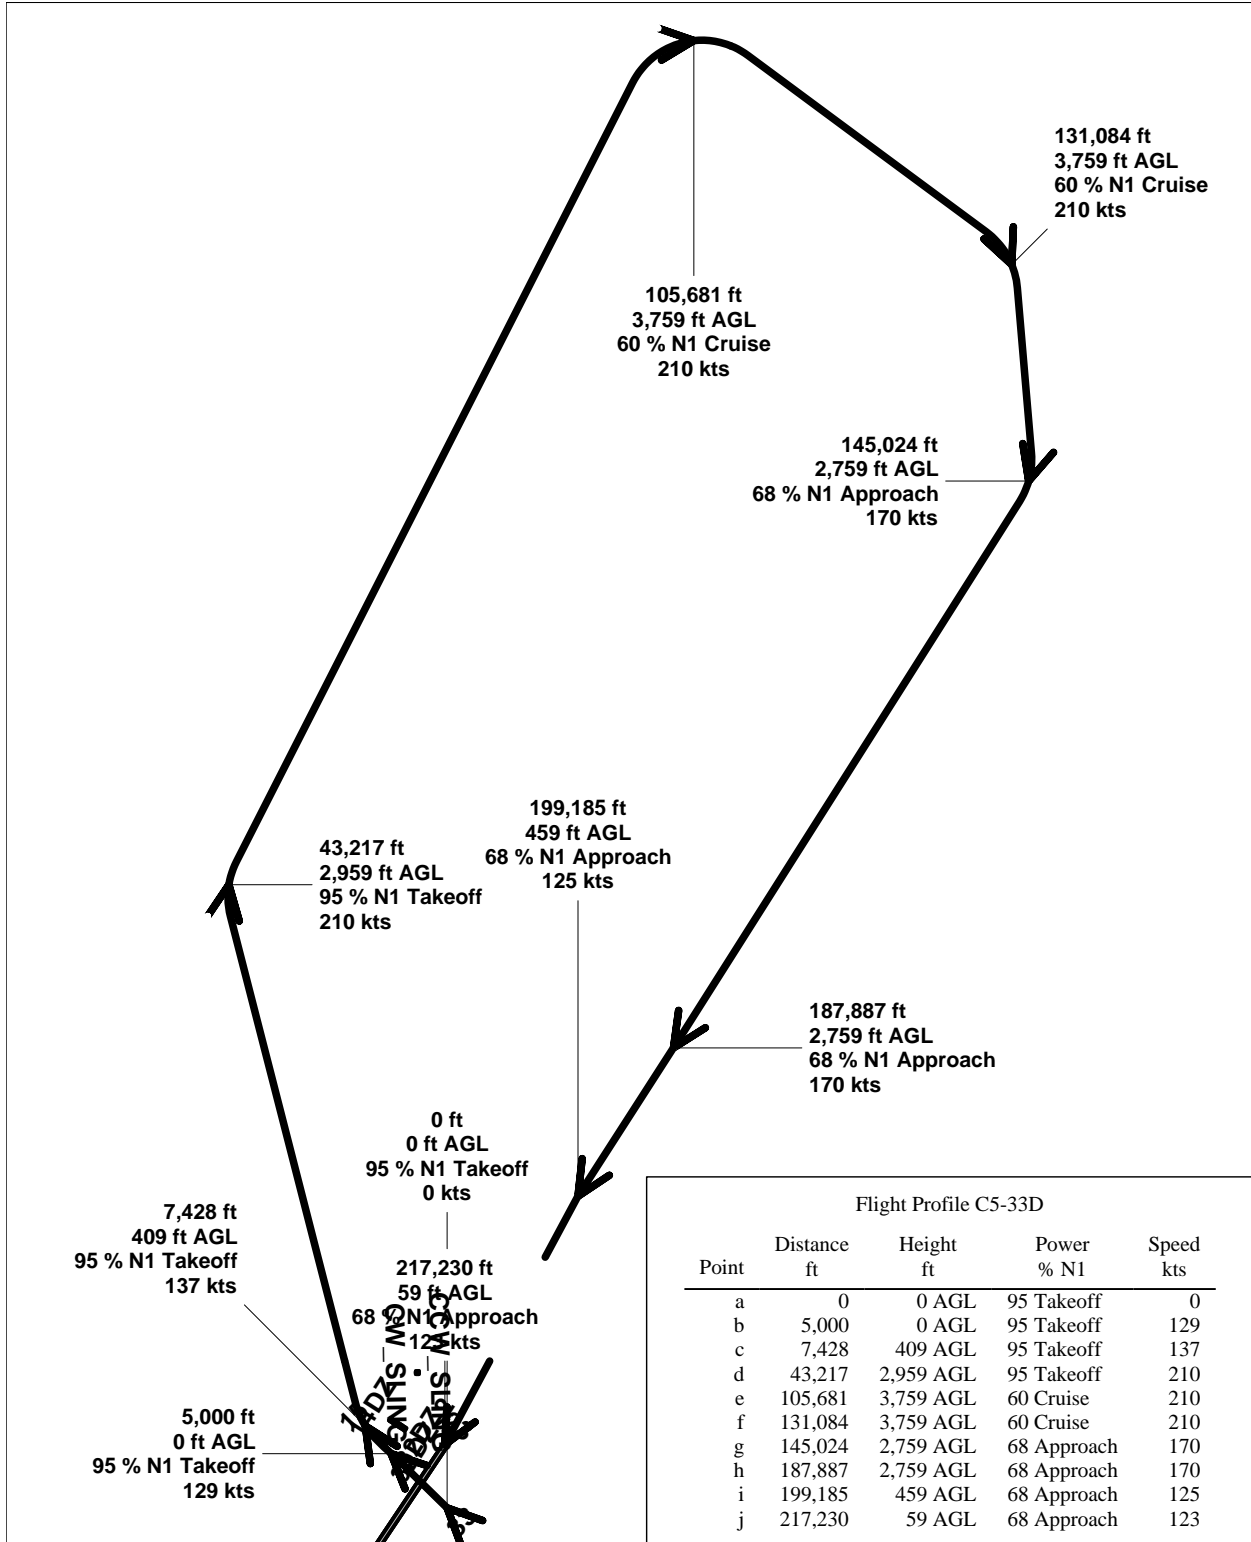 131,084 ft
3,759 ft AGL
60 % N1 Cruise
210 kts
105,681 ft
3,759 ft AGL
60 % N1 Cruise
210 kts
145,024 ft
2,759 ft AGL
68 % N1 Approach
170 kts
199,185 ft
459 ft AGL
68 % N1 Approach
125 kts
43,217 ft
2,959 ft AGL
95 % N1 Takeoff
210 kts
187,887 ft
2,759 ft AGL
68 % N1 Approach
170 kts
0 ft
0 ft AGL
95 % N1 Takeoff
0 kts
7,428 ft
409 ft AGL
95 % N1 Takeoff
137 kts
217,230 ft
59 ft AGL
68 % N1 Approach
123 kts
CW SLING
CCW SLING
5,000 ft
0 ft AGL
95 % N1 Takeoff
129 kts
Flight Profile C5-33D
Point Distance ft Height ft Power % N1 Speed kts
a 0 0 AGL 95 Takeoff 0
b 5,000 0 AGL 95 Takeoff 129
c 7,428 409 AGL 95 Takeoff 137
d 43,217 2,959 AGL 95 Takeoff 210
e 105,681 3,759 AGL 60 Cruise 210
f 131,084 3,759 AGL 60 Cruise 210
g 145,024 2,759 AGL 68 Approach 170
h 187,887 2,759 AGL 68 Approach 170
i 199,185 459 AGL 68 Approach 125
j 217,230 59 AGL 68 Approach 123